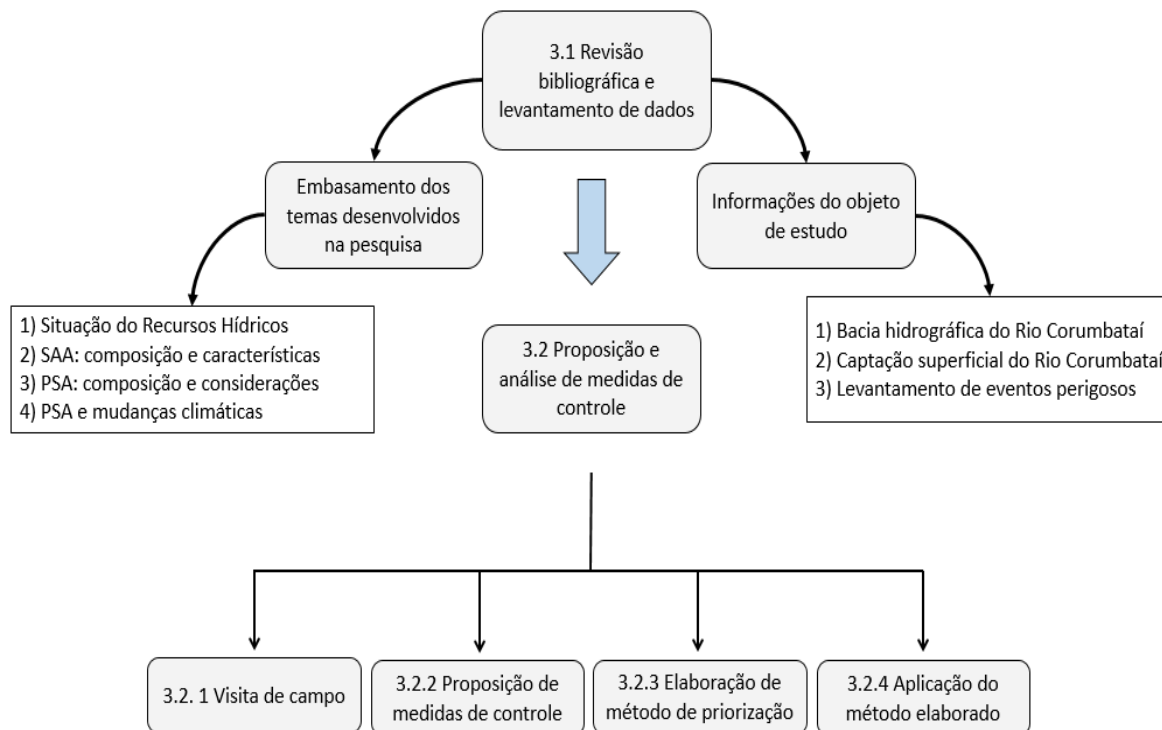 3.1 Revisão
bibliográfica e
levantamento de dados
Embasamento dos
temas desenvolvidos
na pesquisa
Informações do objeto
de estudo
1) Situação do Recursos Hídricos
2) SAA: composição e características
3) PSA: composição e considerações
4) PSA e mudanças climáticas
1) Bacia hidrográfica do Rio Corumbataí
2) Captação superficial do Rio Corumbataí
3) Levantamento de eventos perigosos
3.2 Proposição e
análise de medidas de
controle
3.2. 1 Visita de campo
3.2.2 Proposição de
medidas de controle
3.2.3 Elaboração de
método de priorização
3.2.4 Aplicação do
método elaborado